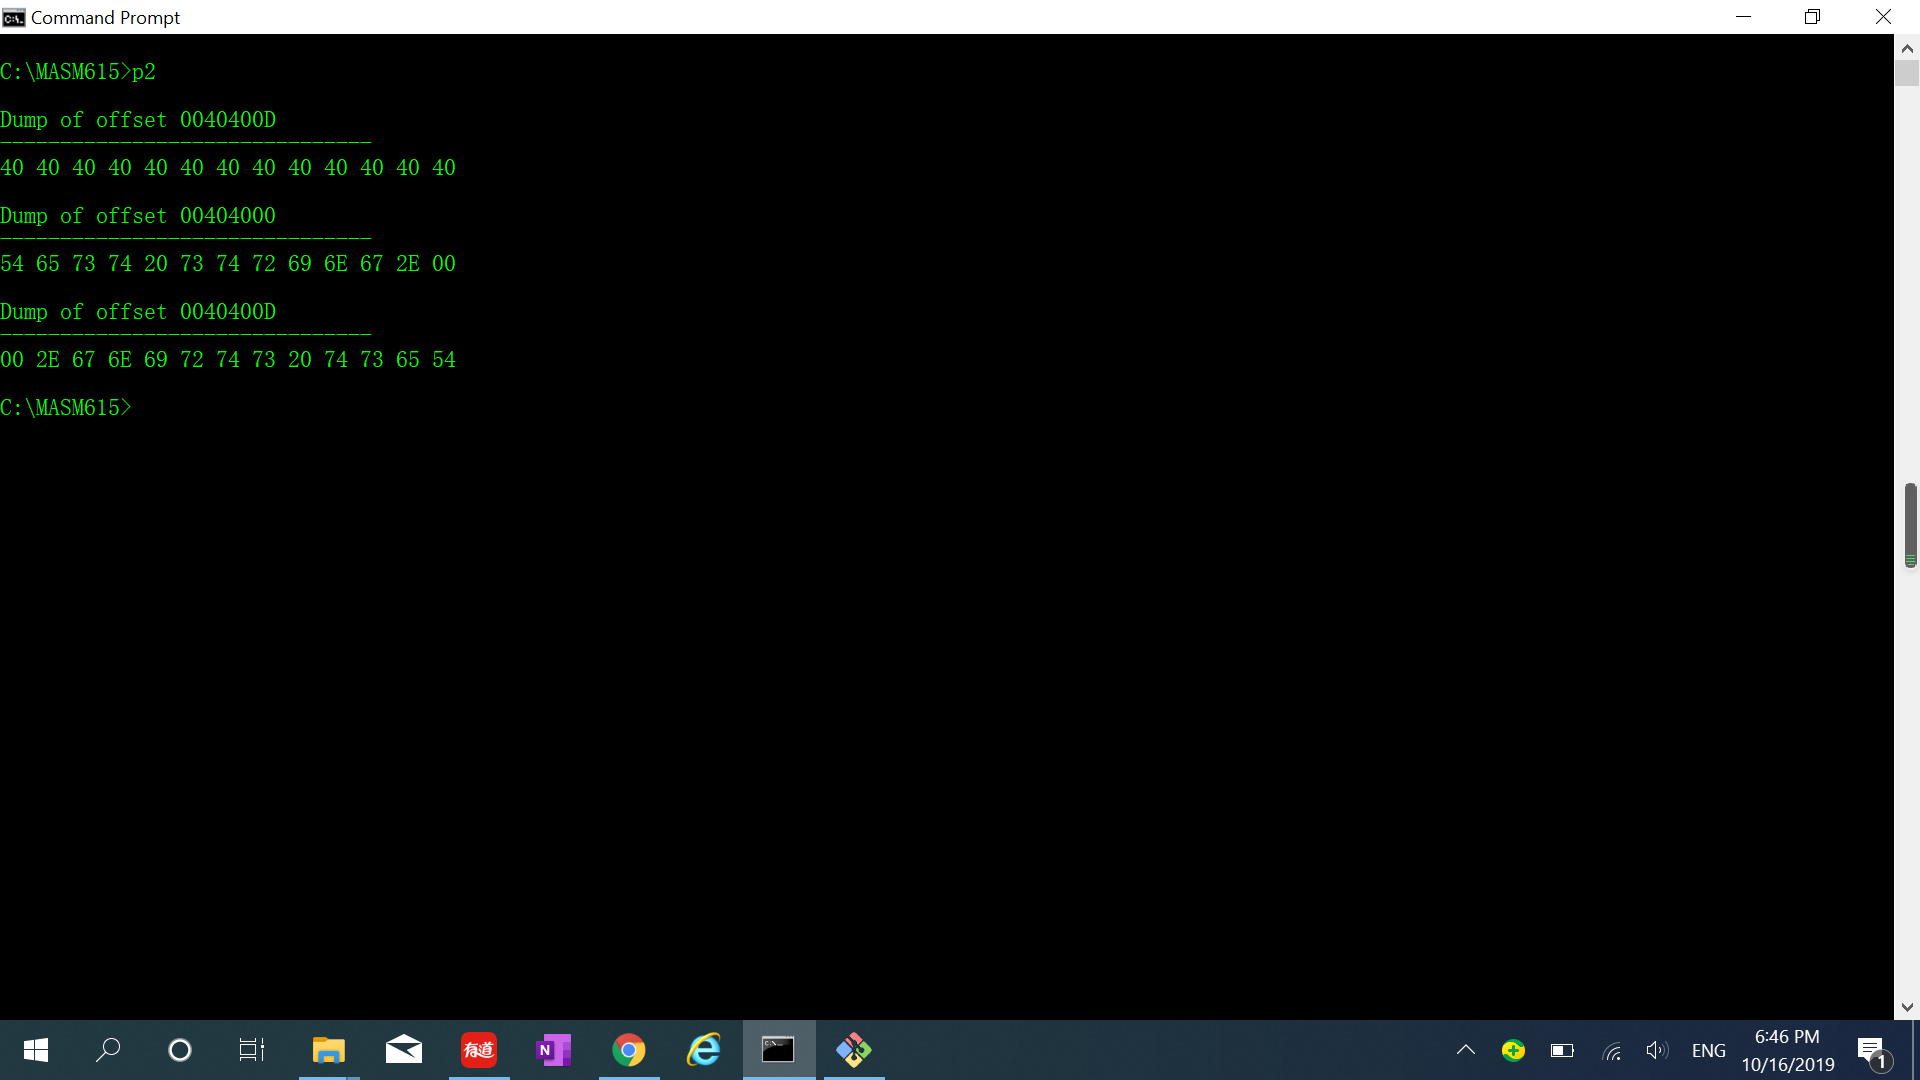 Command Prompt
C:\MASM615>p2
Dump of offset 0040400D
-------------------------------
40 40 40 40 40 40 40 40 40 40 40 40 40
Dump of offset 00404000
-------------------------------
54 65 73 74 20 73 74 72 69 6E 67 2E 00
Dump of offset 0040400D
-------------------------------
00 2E 67 6E 69 72 74 73 20 74 73 65 54
C:\MASM615>
有道
N
ENG
6:46 PM
10/16/2019
1